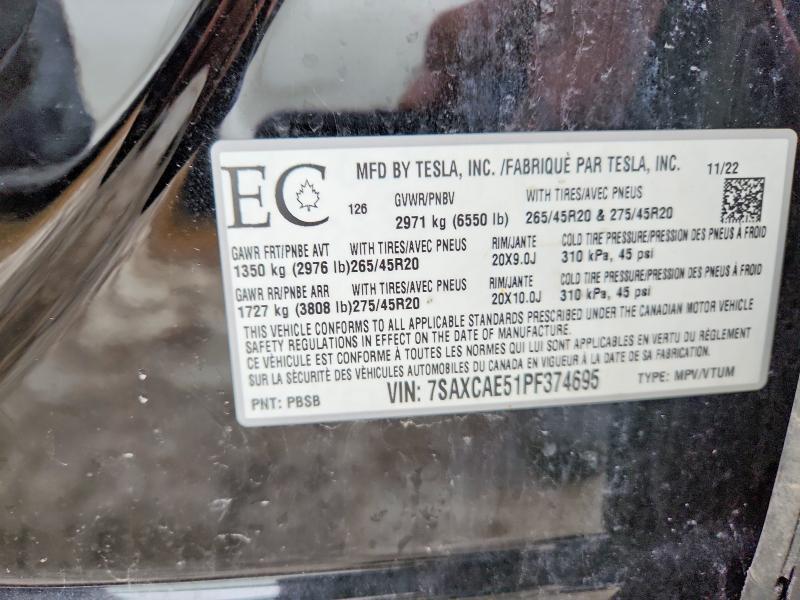 MFD BY TESLA, INC. /FABRIQUÈ PAR TESLA, INC. 11/22
EC 126 GVWR/PNBV WITH TIRES/AVEC PNEUS
2971 kg (6550 lb) 265/45R20 & 275/45R20
GAWR FRT/PNBE AVT WITH TIRES/AVEC PNEUS RIM/JANTE COLD TIRE PRESSURE/PRESSION DES PNEUS À FROID
1350 kg (2976 lb) 265/45R20 20X9.0J 310 kPa, 45 psi
GAWR RR/PNBE ARR WITH TIRES/AVEC PNEUS RIM/JANTE COLD TIRE PRESSURE/PRESSION DES PNEUS À FROID
1727 kg (3808 lb) 275/45R20 20X10.0J 310 kPa, 45 psi
THIS VEHICLE CONFORMS TO ALL APPLICABLE STANDARDS PRESCRIBED UNDER THE CANADIAN MOTOR VEHICLE
SAFETY REGULATIONS IN EFFECT ON THE DATE OF MANUFACTURE.
CE VÉHICULE EST CONFORME À TOUTES LES NORMES QUI LUI SONT APPLICABLES EN VERTU DU RÈGLEMENT
SUR LA SÉCURITÉ DES VÉHICULES AUTOMOBILES DU CANADA EN VIGUEUR À LA DATE DE SA FABRICATION.
PNT: PBSB VIN: 7SAXCAE51PF374695 TYPE: MPV/VTUM